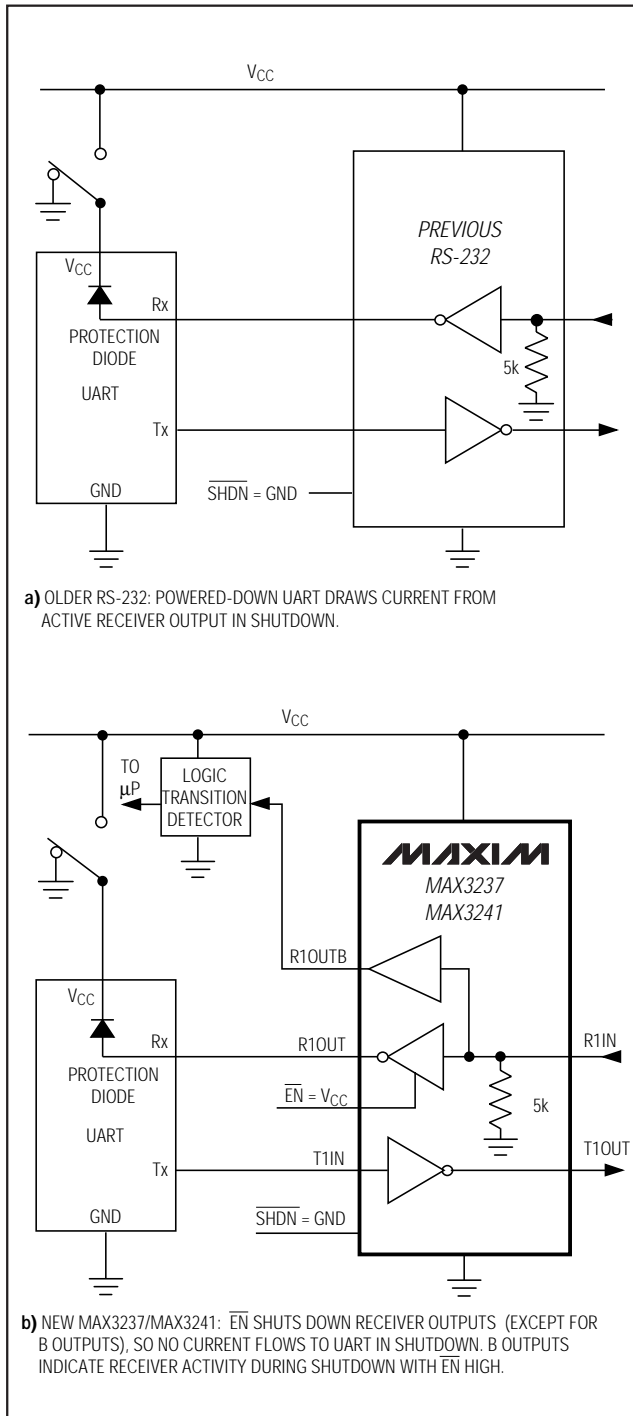 VCC
PREVIOUS
RS-232
VCC
Rx
PROTECTION
DIODE
5k
UART
Tx
GND
SHDN = GND
a) OLDER RS-232: POWERED-DOWN UART DRAWS CURRENT FROM
ACTIVE RECEIVER OUTPUT IN SHUTDOWN.
VCC
TO
μP
LOGIC
TRANSITION
DETECTOR
MAXIM
MAX3237
MAX3241
R1OUTB
VCC
Rx
R1OUT
R1IN
PROTECTION
DIODE
EN = VCC
5k
UART
Tx
T1IN
T1OUT
GND
SHDN = GND
b) NEW MAX3237/MAX3241: EN SHUTS DOWN RECEIVER OUTPUTS (EXCEPT FOR
B OUTPUTS), SO NO CURRENT FLOWS TO UART IN SHUTDOWN. B OUTPUTS
INDICATE RECEIVER ACTIVITY DURING SHUTDOWN WITH EN HIGH.